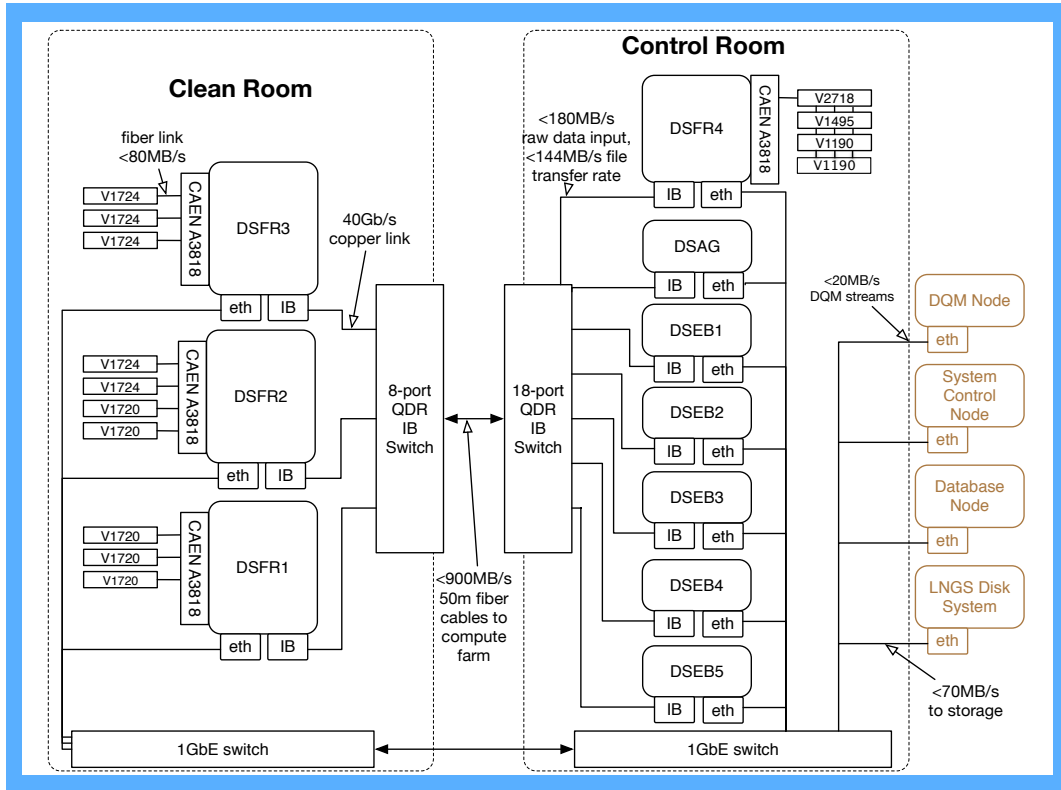 Clean Room
fiber link
<80MB/s
V1724
V1724
V1724
CAEN A3818
DSFR3
eth
IB
40Gb/s
copper link
V1724
V1724
V1720
V1720
CAEN A3818
DSFR2
eth
IB
V1720
V1720
V1720
CAEN A3818
DSFR1
eth
IB
8-port
QDR
IB
Switch
<900MB/s
50m fiber
cables to
compute
farm
1GbE switch
Control Room
<180MB/s
raw data input,
<144MB/s file
transfer rate
18-port
QDR
IB
Switch
DSFR4
IB
eth
CAEN A3818
V2718
V1495
V1190
V1190
DSAG
IB
eth
DSEB1
IB
eth
DSEB2
IB
eth
DSEB3
IB
eth
DSEB4
IB
eth
DSEB5
IB
eth
1GbE switch
<20MB/s
DQM streams
DQM Node
eth
System
Control
Node
eth
Database
Node
eth
LNGS Disk
System
eth
<70MB/s
to storage